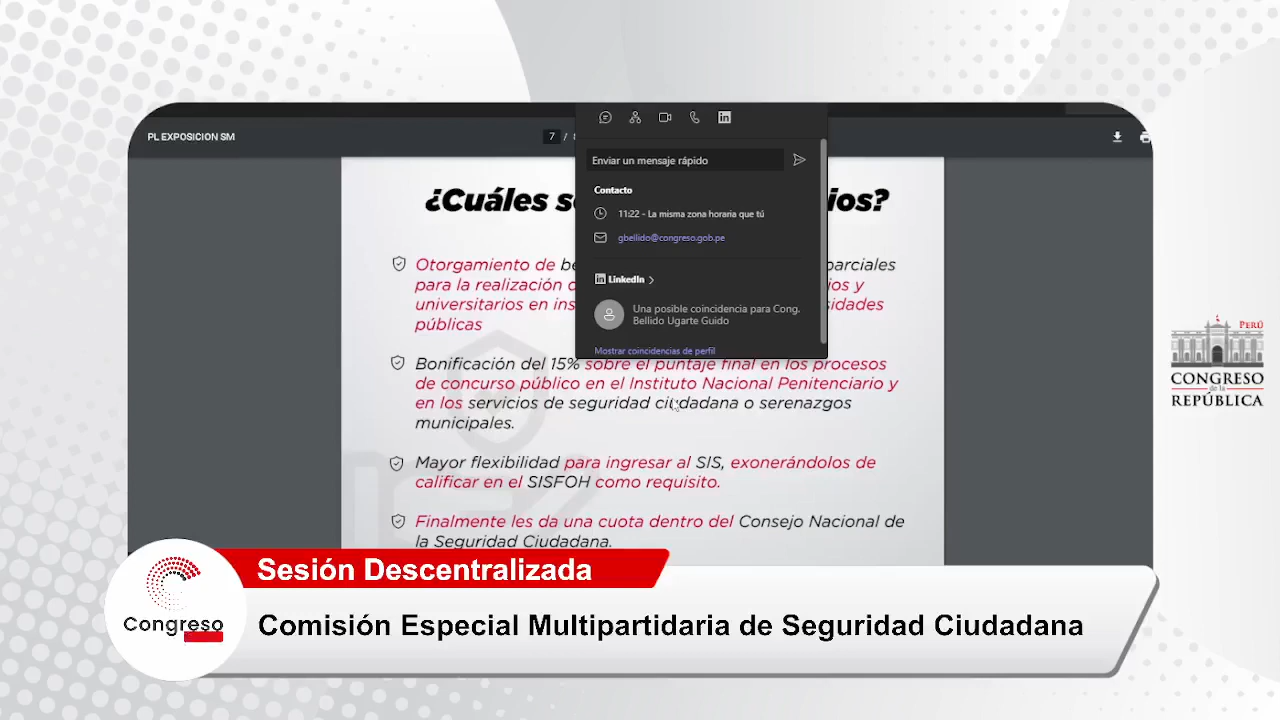 PL EXPOSICION SM
7 /
Enviar un mensaje rápido
Contacto
11:22 - La misma zona horaria que tú
gbellido@congreso.gob.pe
LinkedIn
Una posible coincidencia para Cong.
Bellido Ugarte Guido
Mostrar coincidencias de perfil
¿Cuáles s ios?
Otorgamiento de be parciales
para la realización ios y
universitarios en ins sidades
públicas
Bonificación del 15% sobre el puntaje final en los procesos
de concurso público en el Instituto Nacional Penitenciario y
en los servicios de seguridad ciudadana o serenazgos
municipales.
Mayor flexibilidad para ingresar al SIS, exonerándolos de
calificar en el SISFOH como requisito.
Finalmente les da una cuota dentro del Consejo Nacional de
la Seguridad Ciudadana.
PERÚ
CONGRESO
de la
REPÚBLICA
Sesión Descentralizada
Congreso
Comisión Especial Multipartidaria de Seguridad Ciudadana